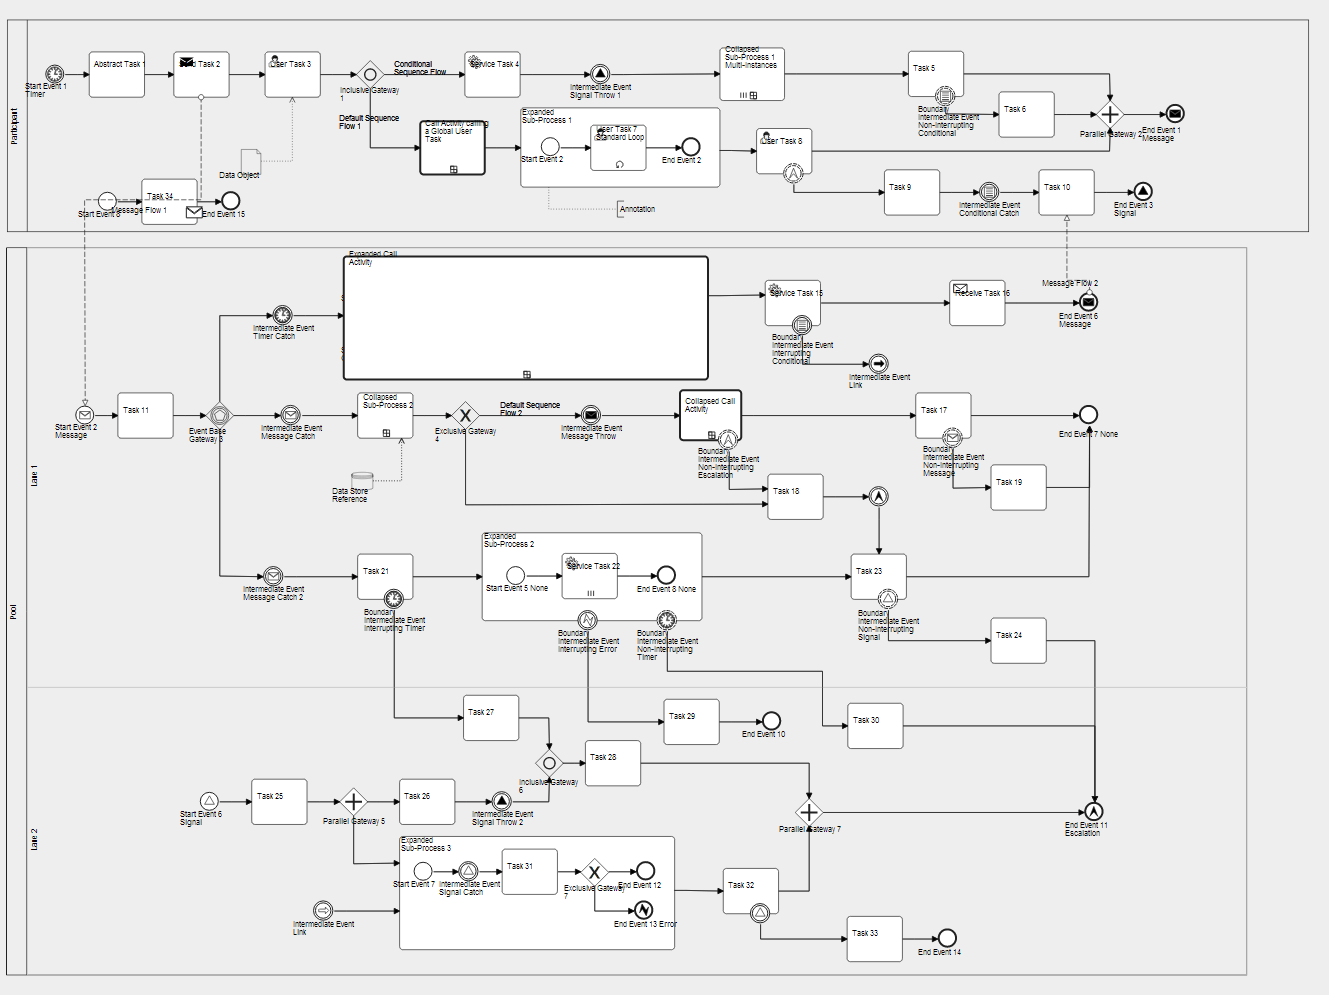 Participant
Start Event 1
Timer
Abstract Task 1
Task 2
User Task 3
Inclusive Gateway
1
Conditional
Sequence Flow
Default Sequence
Flow 1
Service Task 4
Intermediate Event
Signal Throw 1
Collapsed
Sub-Process 1
Multi-Instances
Task 5
Boundary
Intermediate Event
Non-Interrupting
Conditional
Task 6
Parallel Gateway 2
End Event 1
Message
Call Activity calling
a Global User
Task
Expanded
Sub-Process 1
Start Event 2
User Task 7
Standard Loop
End Event 2
User Task 8
Data Object
Annotation
Task 9
Intermediate Event
Conditional Catch
Task 10
End Event 3
Signal
Start Event 8
Task 34
Message Flow 1
End Event 15
Pool
Lane 1
Expanded Call
Activity
Service Task 15
Receive Task 16
Message Flow 2
End Event 6
Message
Boundary
Intermediate Event
Interrupting
Conditional
Intermediate Event
Link
Intermediate Event
Timer Catch
Start Event 2
Message
Task 11
Event Base
Gateway 3
Intermediate Event
Message Catch
Collapsed
Sub-Process 2
Exclusive Gateway
4
Default Sequence
Flow 2
Intermediate Event
Message Throw
Collapsed Call
Activity
Boundary
Intermediate Event
Non-Interrupting
Escalation
Task 17
Boundary
Intermediate Event
Non-Interrupting
Message
End Event 7 None
Data Store
Reference
Task 18
Task 19
Intermediate Event
Message Catch 2
Task 21
Boundary
Intermediate Event
Interrupting Timer
Expanded
Sub-Process 2
Start Event 5 None
Service Task 22
End Event 8 None
Boundary
Intermediate Event
Interrupting Error
Boundary
Intermediate Event
Non-Interrupting
Timer
Task 23
Boundary
Intermediate Event
Non-Interrupting
Signal
Task 24
Lane 2
Task 27
Task 29
End Event 10
Task 30
Inclusive Gateway
6
Task 28
Start Event 6
Signal
Task 25
Parallel Gateway 5
Task 26
Intermediate Event
Signal Throw 2
Parallel Gateway 7
End Event 11
Escalation
Expanded
Sub-Process 3
Start Event 7
Intermediate Event
Signal Catch
Task 31
Exclusive Gateway
7
End Event 12
End Event 13 Error
Intermediate Event
Link
Task 32
Task 33
End Event 14